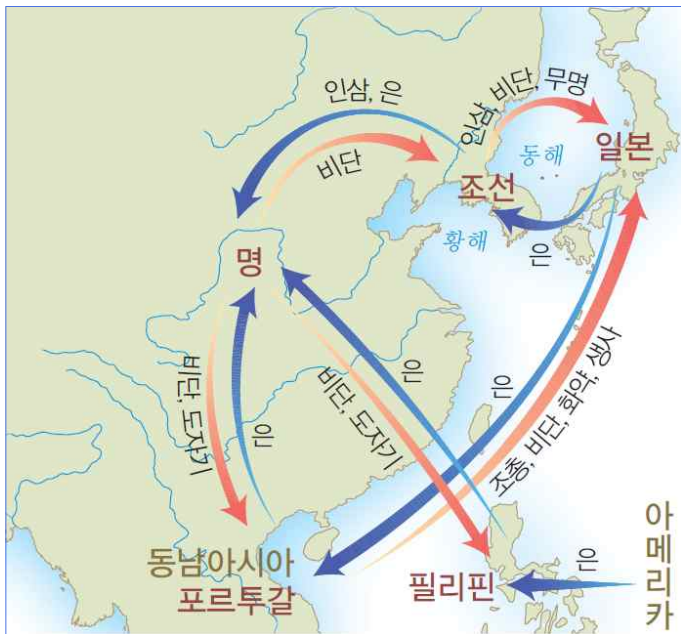 인삼, 은
비단
인삼, 비단, 무명
동해
일본
조선
황해
은
명
비단, 도자기
은
비단, 도자기
은
은
조총, 비단, 화약, 생사
동남아시아
포르투갈
필리핀
은
아메리카